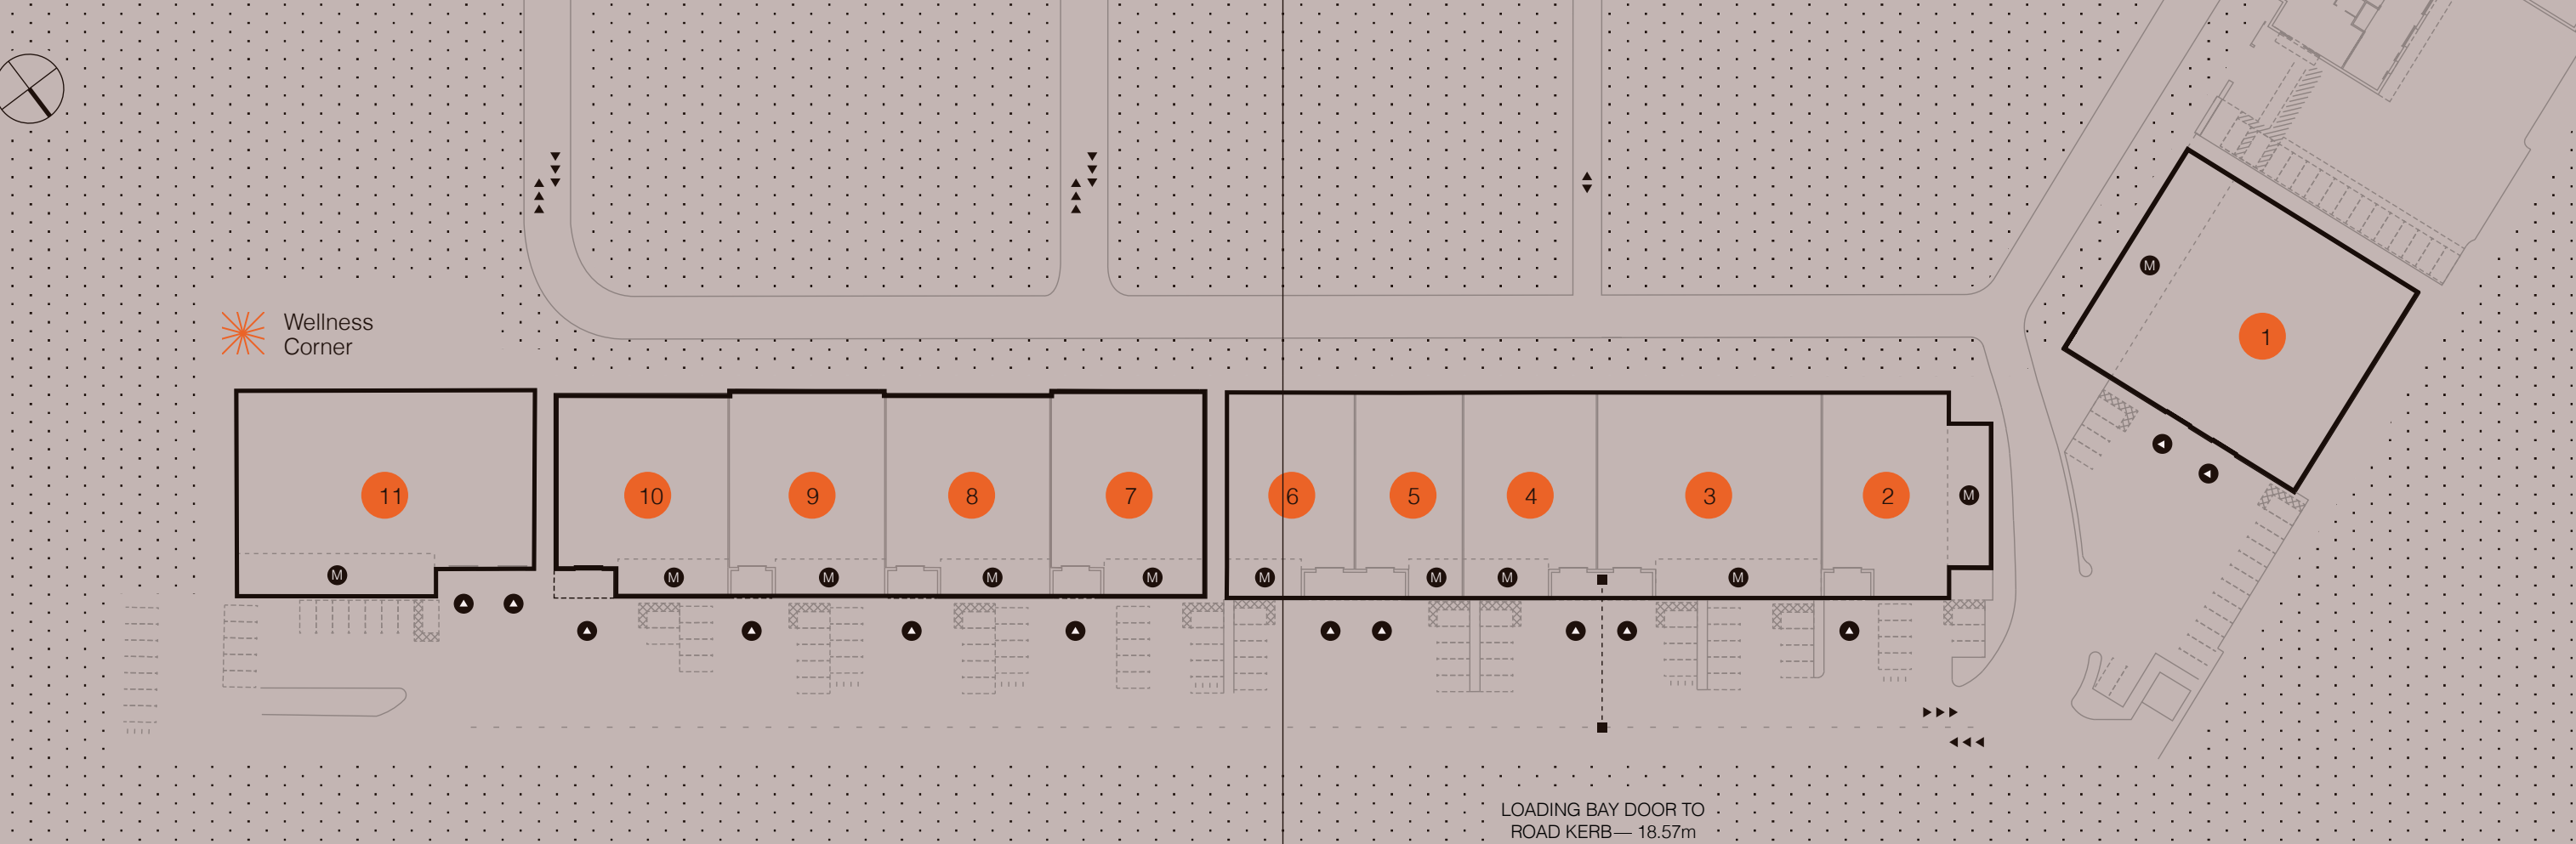 Wellness
Corner
1
M
11
10
9
8
7
6
5
4
3
2
M
M
M
M
M
M
M
M
M
M
LOADING BAY DOOR TO
ROAD KERB— 18.57m